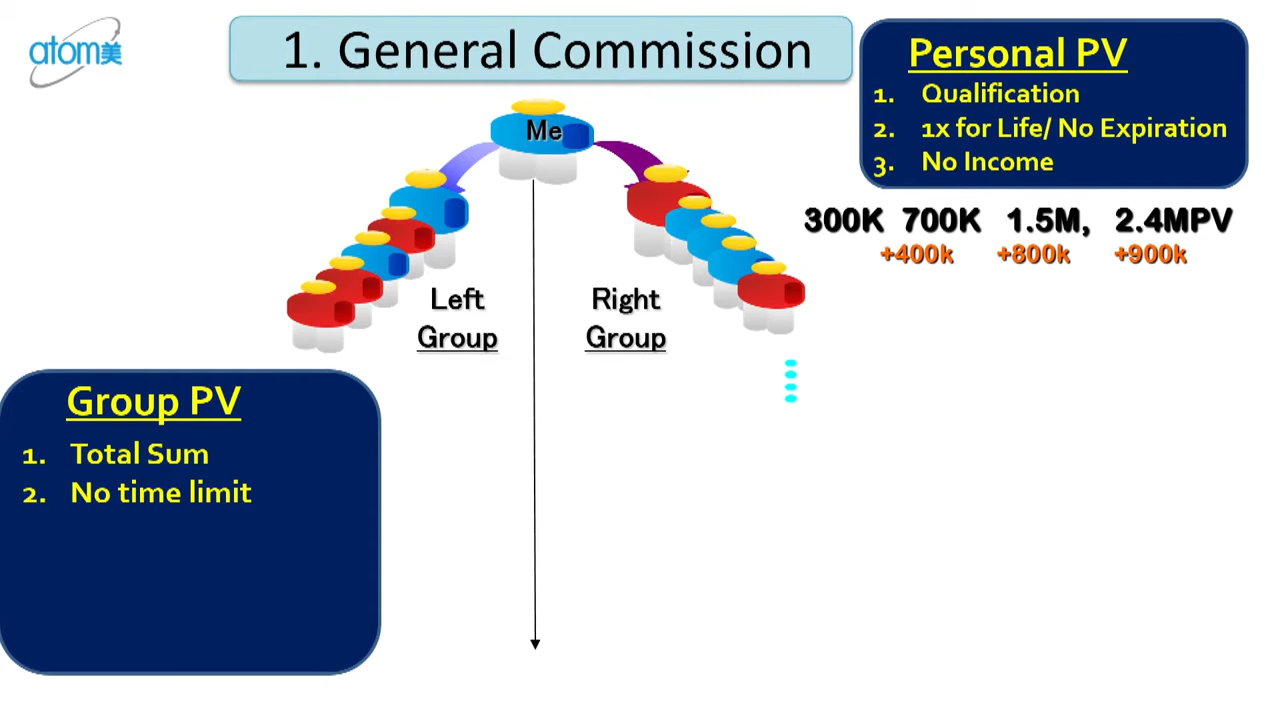 atom美
1. General Commission
Personal PV
1. Qualification
2. 1x for Life/ No Expiration
3. No Income
Me
300K 700K 1.5M, 2.4MPV
+400k +800k +900k
Left
Group
Right
Group
Group PV
1. Total Sum
2. No time limit